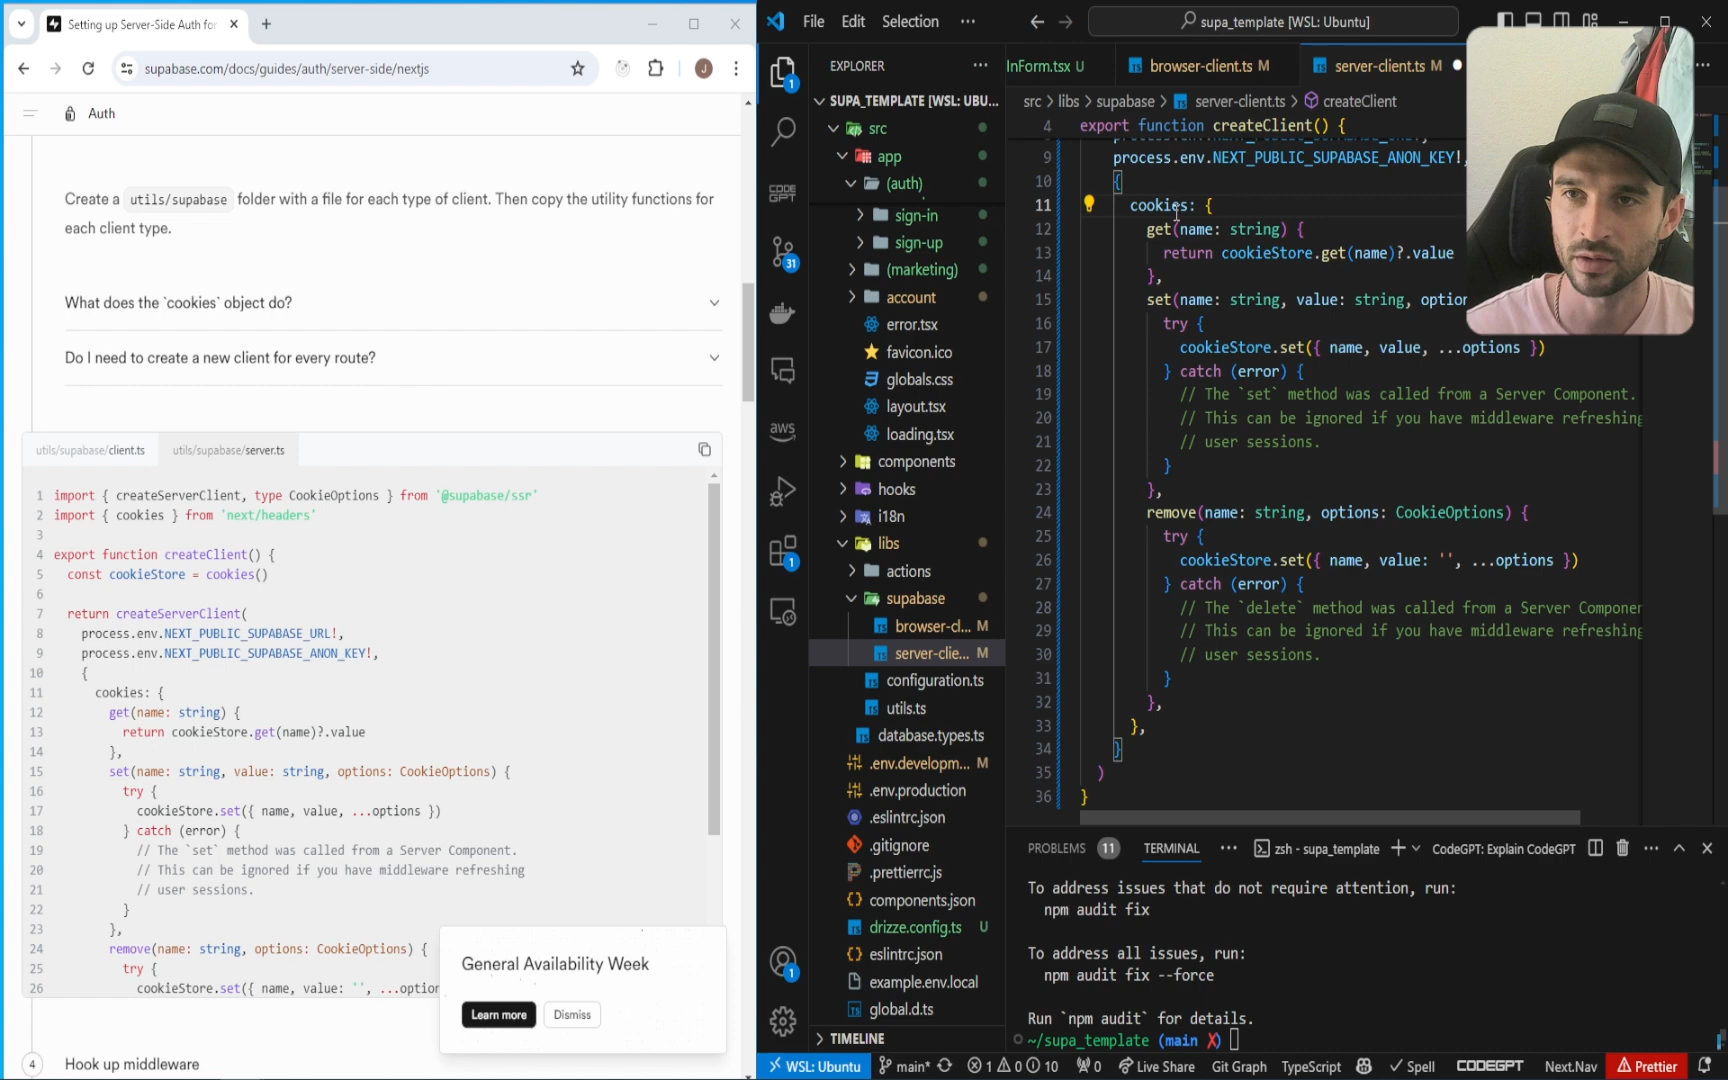 Setting up Server-Side Auth for
supabase.com/docs/guides/auth/server-side/nextjs
J
Auth
Create a utils/supabase folder with a file for each type of client. Then copy the utility functions for
each client type.
What does the `cookies` object do?
Do I need to create a new client for every route?
utils/supabase/client.ts utils/supabase/server.ts
1 import { createServerClient, type CookieOptions } from '@supabase/ssr'
2 import { cookies } from 'next/headers'
3
4 export function createClient() {
5 const cookieStore = cookies()
6
7 return createServerClient(
8 process.env.NEXT_PUBLIC_SUPABASE_URL!,
9 process.env.NEXT_PUBLIC_SUPABASE_ANON_KEY!,
10 {
11 cookies: {
12 get(name: string) {
13 return cookieStore.get(name)?.value
14 },
15 set(name: string, value: string, options: CookieOptions) {
16 try {
17 cookieStore.set({ name, value, ...options })
18 } catch (error) {
19 // The `set` method was called from a Server Component.
20 // This can be ignored if you have middleware refreshing
21 // user sessions.
22 }
23 },
24 remove(name: string, options: CookieOptions) {
25 try {
26 cookieStore.set({ name, value: '', ...option
General Availability Week
Learn more Dismiss
4 Hook up middleware
File Edit Selection ...
supa_template [WSL: Ubuntu]
EXPLORER ...
SUPA_TEMPLATE [WSL: UBU...
src
app
(auth)
sign-in
sign-up
(marketing)
account
error.tsx
favicon.ico
globals.css
layout.tsx
loading.tsx
components
hooks
i18n
libs
actions
supabase
browser-cl... M
server-clie... M
configuration.ts
utils.ts
database.types.ts
.env.developm... M
.env.production
.eslintrc.json
.gitignore
.prettierrc.js
components.json
drizze.config.ts U
eslintrc.json
example.env.local
global.d.ts
TIMELINE
1
CODE
GPT
31
aws
1
1
InForm.tsx U browser-client.ts M server-client.ts M
src > libs > supabase > server-client.ts > createClient
4 export function createClient() {
9 process.env.NEXT_PUBLIC_SUPABASE_ANON_KEY!,
10 {
11 cookies: {
12 get(name: string) {
13 return cookieStore.get(name)?.value
14 },
15 set(name: string, value: string, option
16 try {
17 cookieStore.set({ name, value, ...options })
18 } catch (error) {
19 // The `set` method was called from a Server Component.
20 // This can be ignored if you have middleware refreshing
21 // user sessions.
22 }
23 },
24 remove(name: string, options: CookieOptions) {
25 try {
26 cookieStore.set({ name, value: '', ...options })
27 } catch (error) {
28 // The `delete` method was called from a Server Componen
29 // This can be ignored if you have middleware refreshing
30 // user sessions.
31 }
32 },
33 },
34 }
35 )
36 }
PROBLEMS 11 TERMINAL ... zsh - supa_template CodeGPT: Explain CodeGPT
To address issues that do not require attention, run:
npm audit fix
To address all issues, run:
npm audit fix --force
Run `npm audit` for details.
~/supa_template (main ✗)
WSL: Ubuntu main* 1 0 10 0 Live Share Git Graph TypeScript Spell CODEGPT Next.Nav Prettier